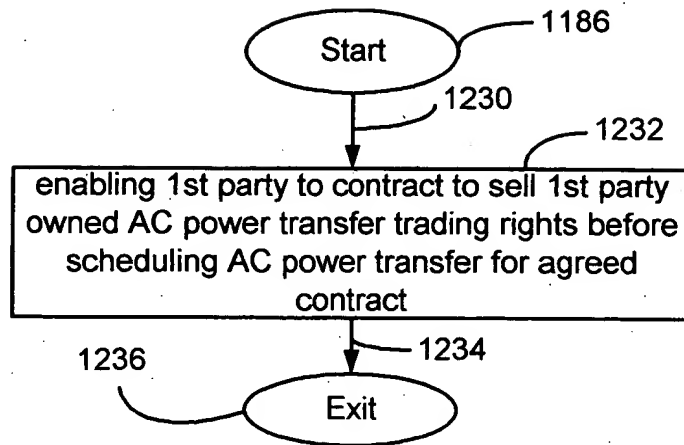 1186
Start
1230
1232
enabling 1st party to contract to sell 1st party
owned AC power transfer trading rights before
scheduling AC power transfer for agreed
contract
1234
1236
Exit